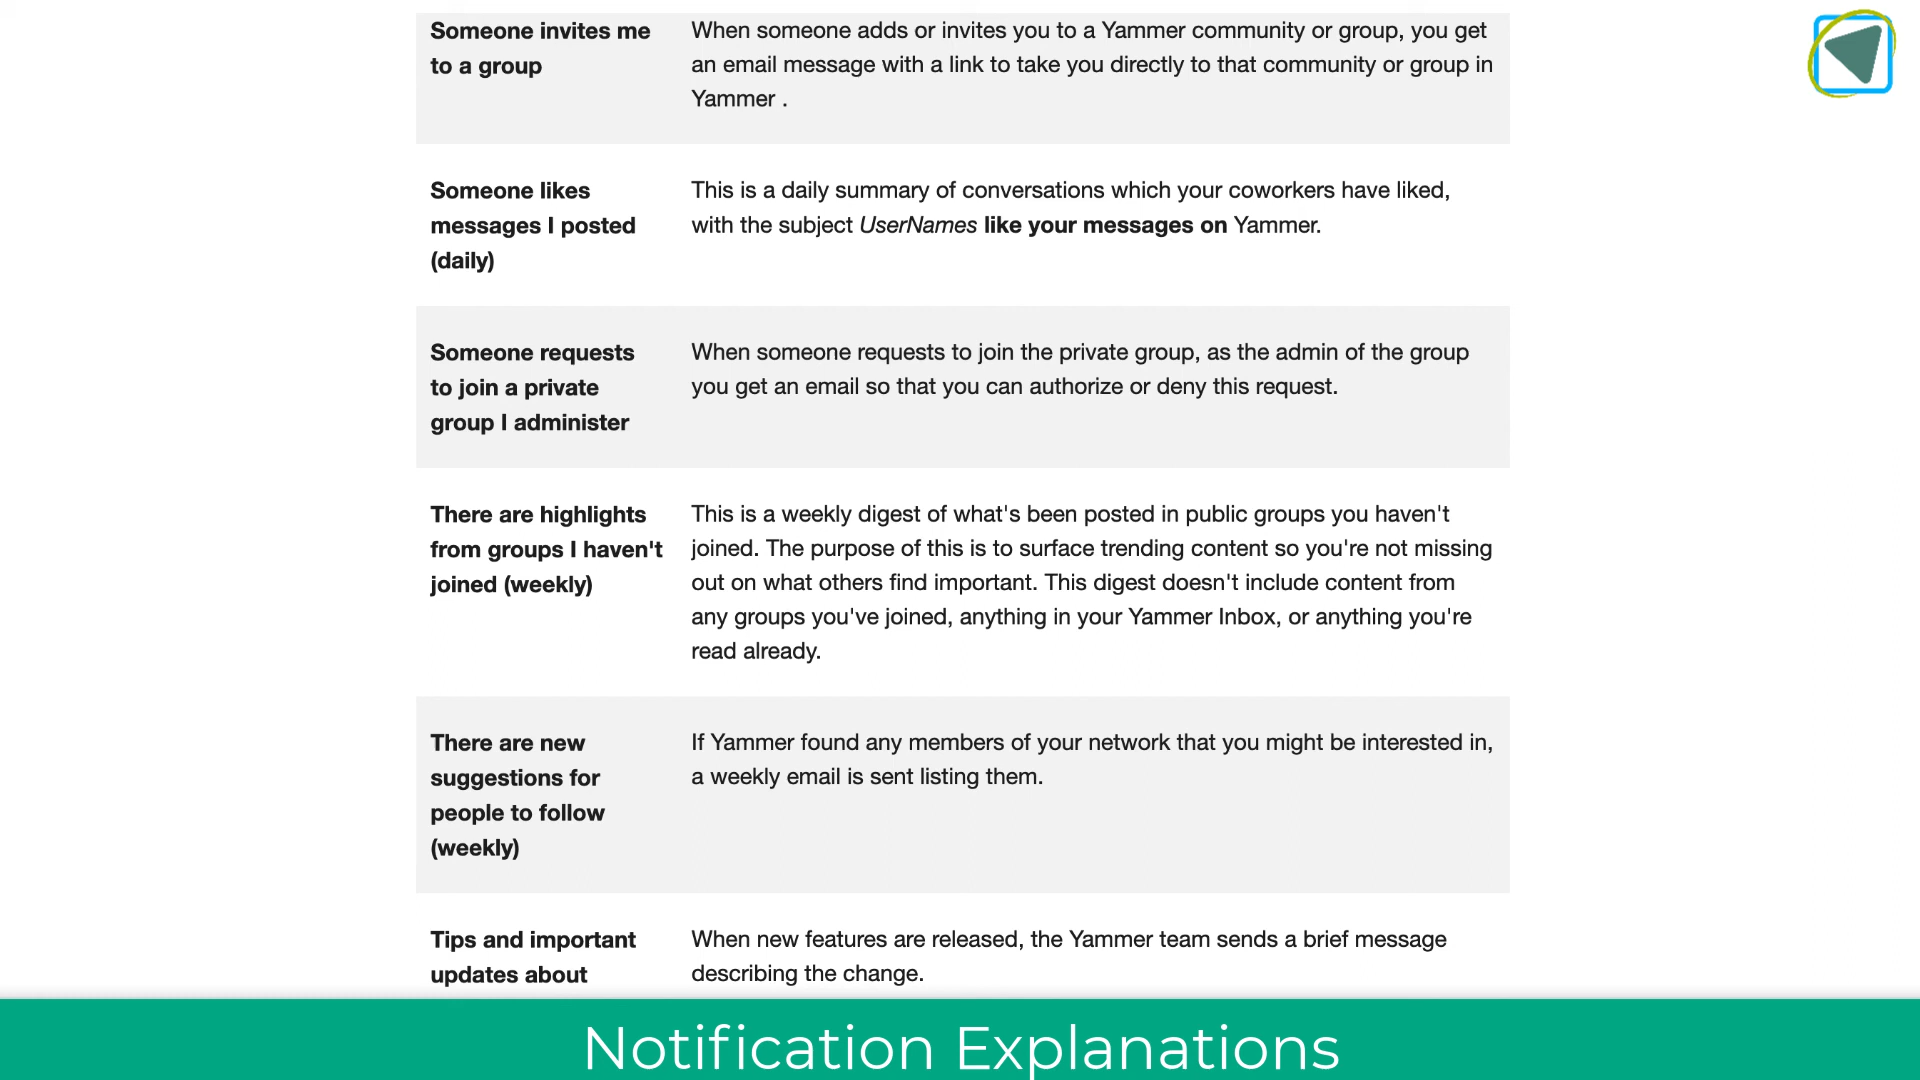 Someone invites me
to a group
When someone adds or invites you to a Yammer community or group, you get
an email message with a link to take you directly to that community or group in
Yammer .
Someone likes
messages I posted
(daily)
This is a daily summary of conversations which your coworkers have liked,
with the subject UserNames like your messages on Yammer.
Someone requests
to join a private
group I administer
When someone requests to join the private group, as the admin of the group
you get an email so that you can authorize or deny this request.
There are highlights
from groups I haven't
joined (weekly)
This is a weekly digest of what's been posted in public groups you haven't
joined. The purpose of this is to surface trending content so you're not missing
out on what others find important. This digest doesn't include content from
any groups you've joined, anything in your Yammer Inbox, or anything you're
read already.
There are new
suggestions for
people to follow
(weekly)
If Yammer found any members of your network that you might be interested in,
a weekly email is sent listing them.
Tips and important
updates about
When new features are released, the Yammer team sends a brief message
describing the change.
Notification Explanations